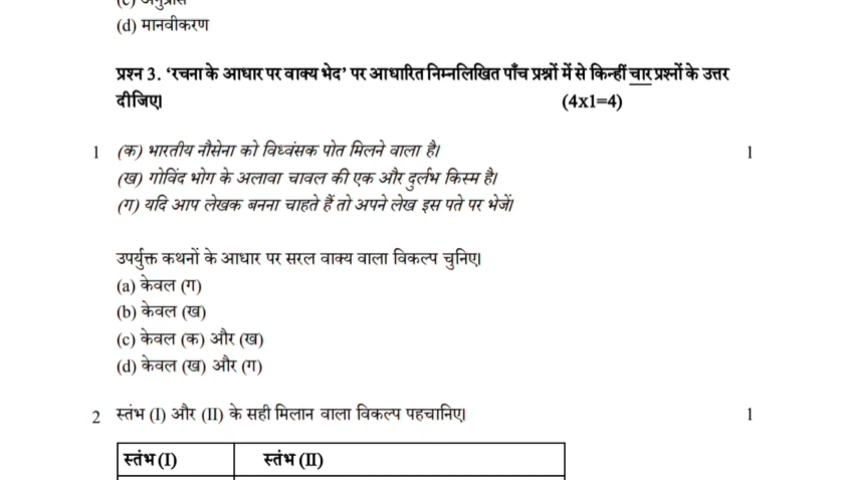 (c) अनुप्रास
(d) मानवीकरण
प्रश्न 3. ‘रचना के आधार पर वाक्य भेद’ पर आधारित निम्नलिखित पाँच प्रश्नों में से किन्हीं चार प्रश्नों के उत्तर
दीजिए। (4x1=4)
1 (क) भारतीय नौसेना को विध्वंसक पोत मिलने वाला है। 1
(ख) गोविंद भोग के अलावा चावल की एक और दुर्लभ किस्म है।
(ग) यदि आप लेखक बनना चाहते हैं तो अपने लेख इस पते पर भेजें।
उपर्युक्त कथनों के आधार पर सरल वाक्य वाला विकल्प चुनिए।
(a) केवल (ग)
(b) केवल (ख)
(c) केवल (क) और (ख)
(d) केवल (ख) और (ग)
2 स्तंभ (I) और (II) के सही मिलान वाला विकल्प पहचानिए। 1
स्तंभ (I) स्तंभ (II)